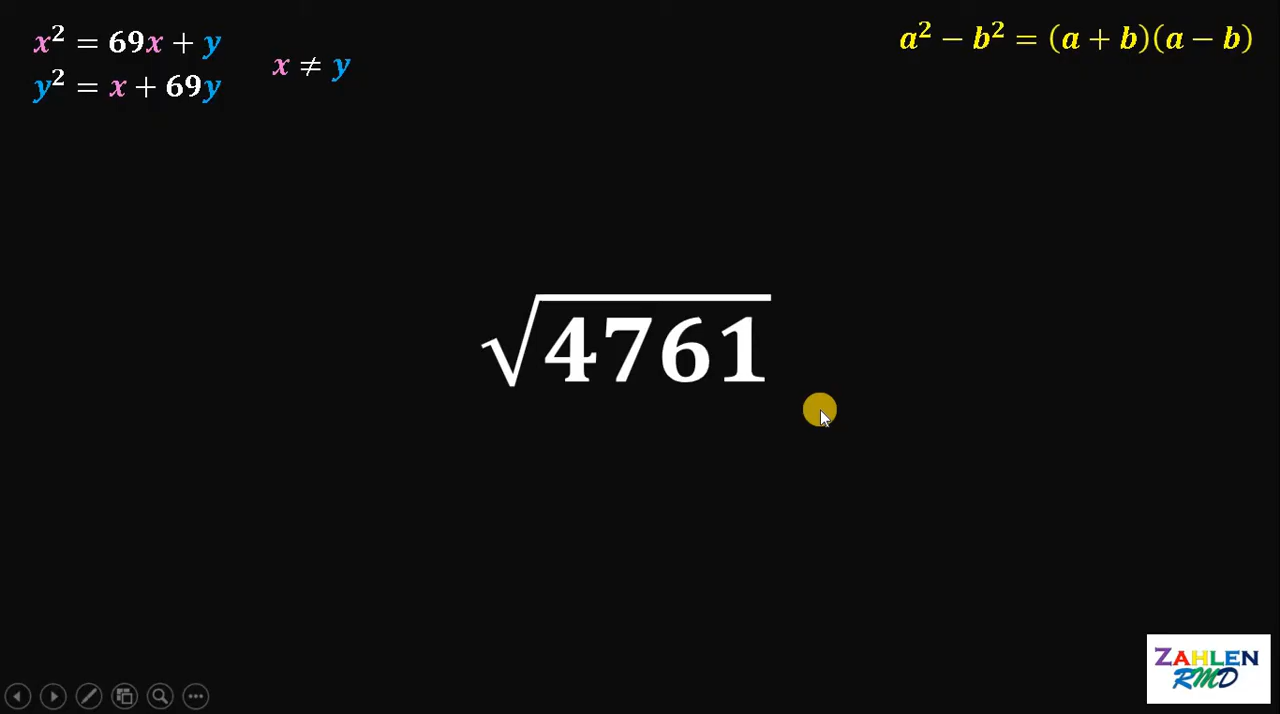 x² = 69x + y
y² = x + 69y
x ≠ y
a² − b² = (a + b)(a − b)
√4761
ZAHLEN
RMD